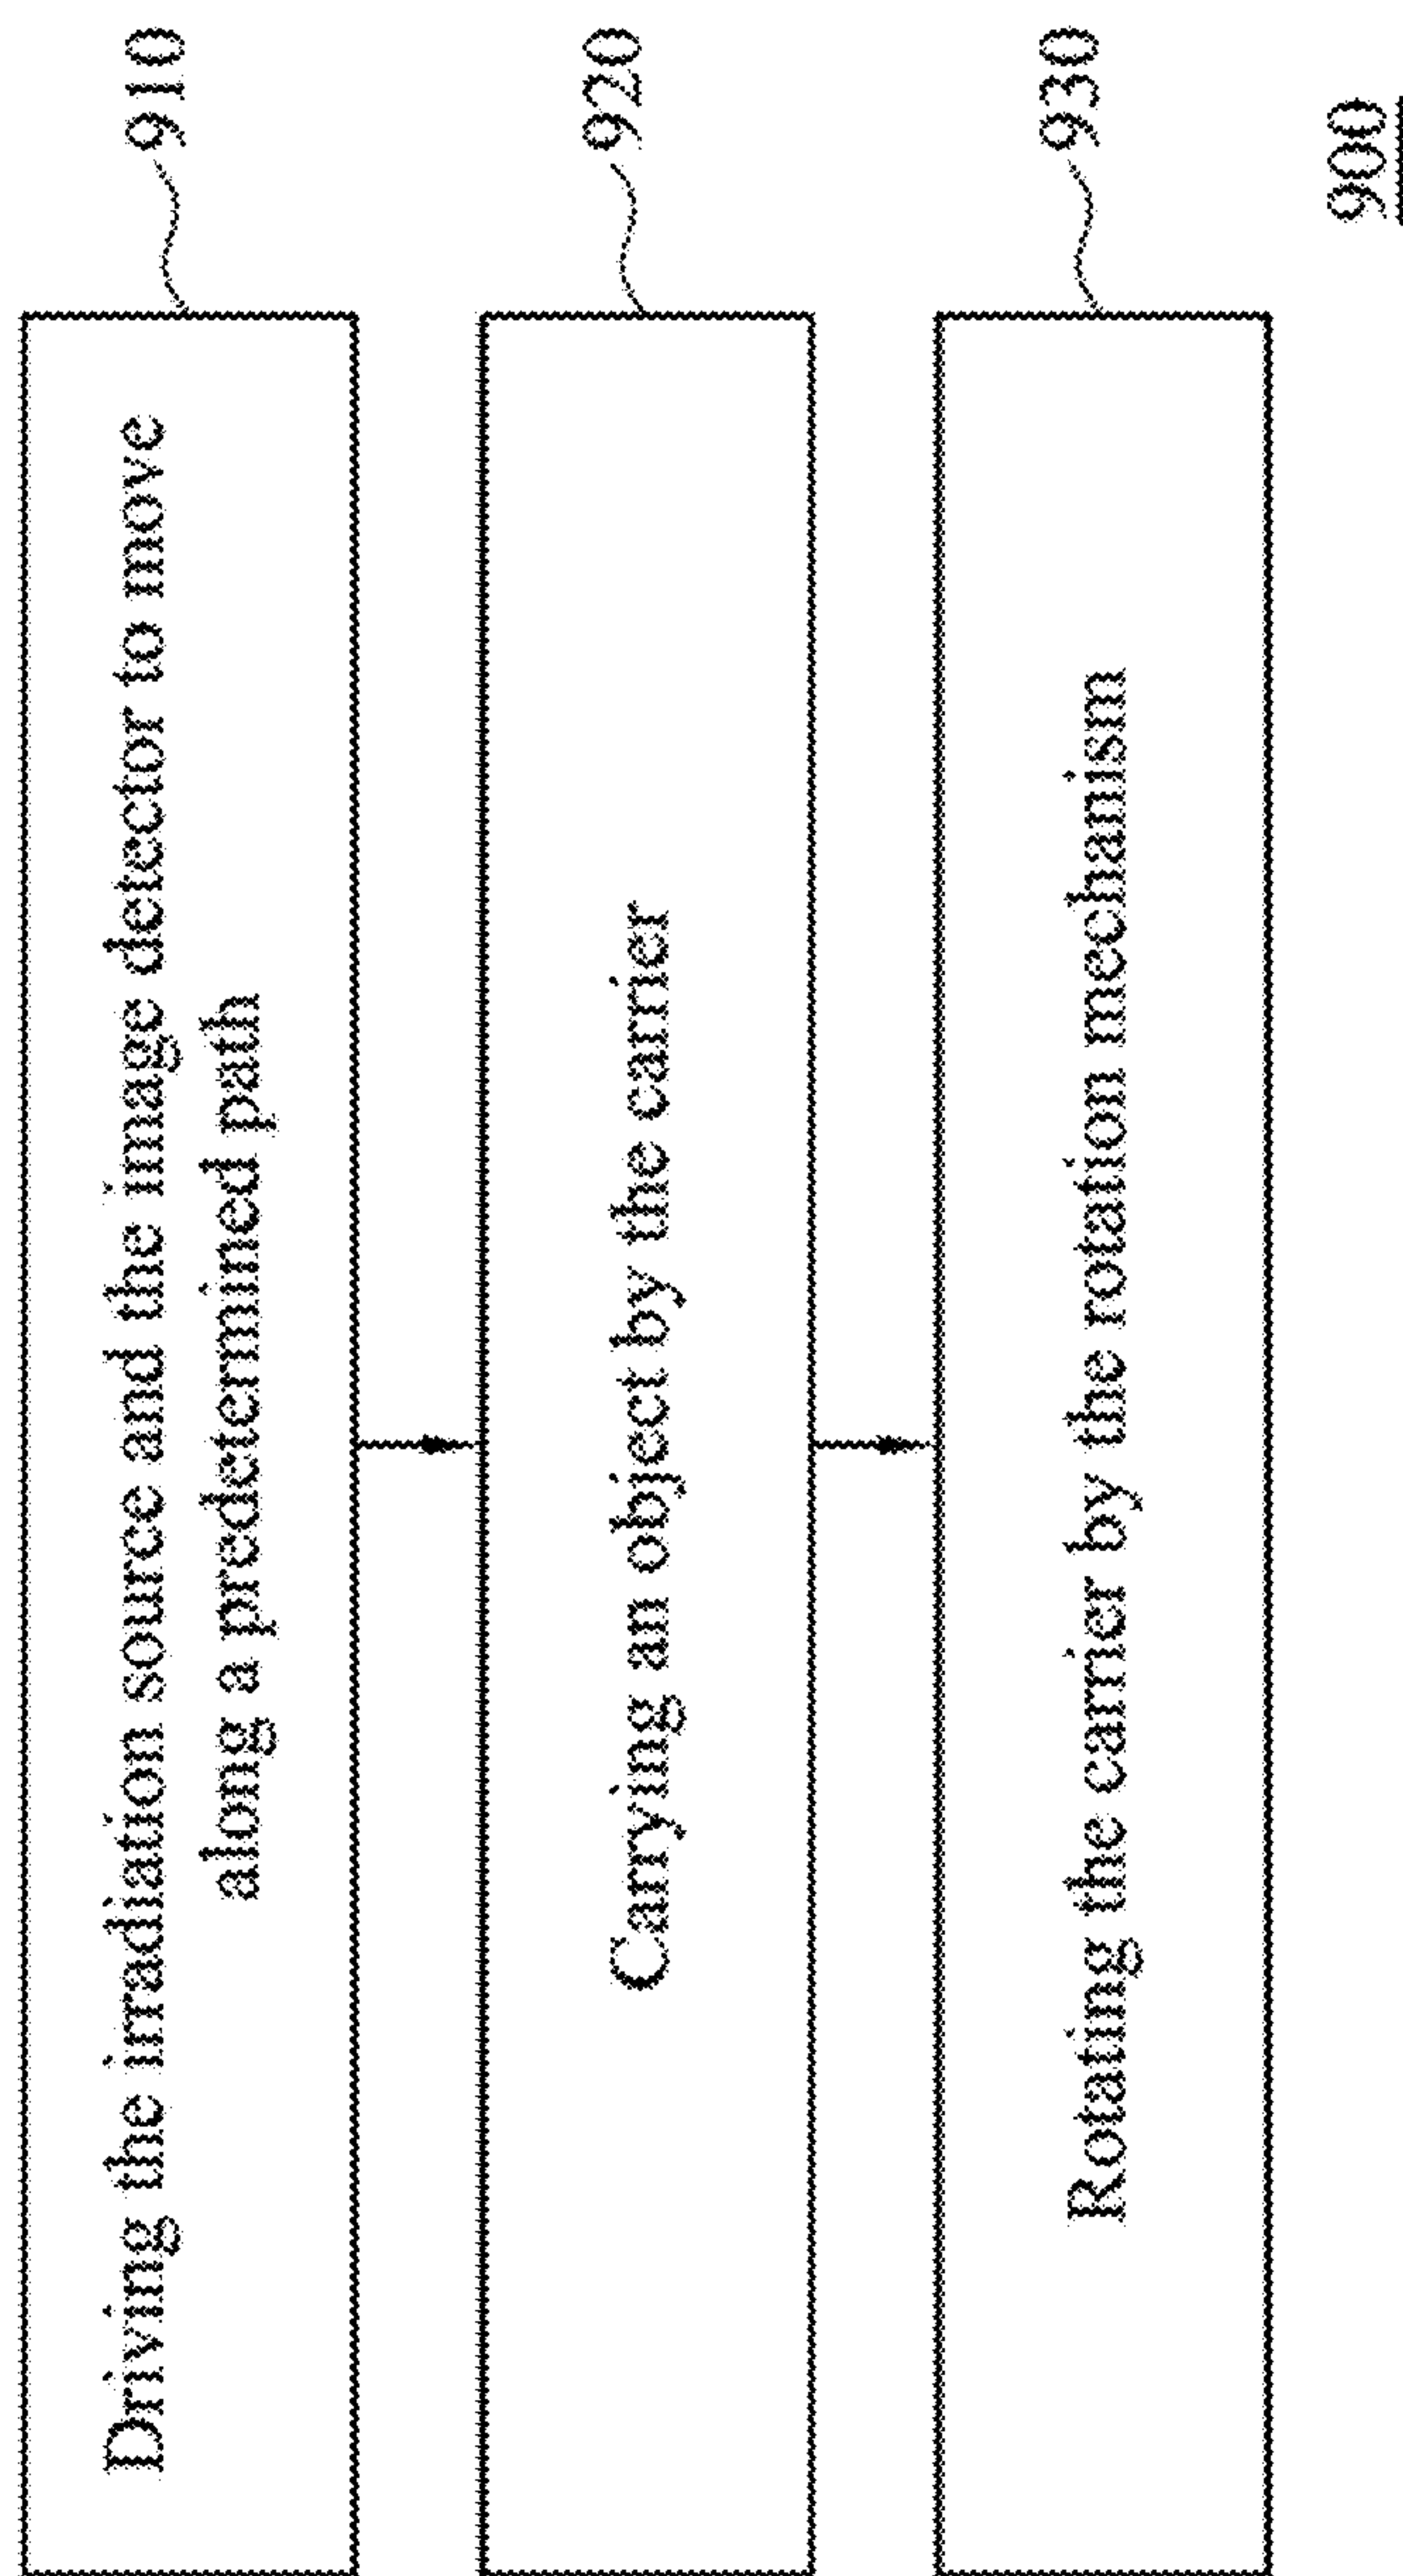 Driving the irradiation source and the image detector to move
along a predetermined path
910
Carrying an object by the carrier
920
Rotating the carrier by the rotation mechanism
930
900